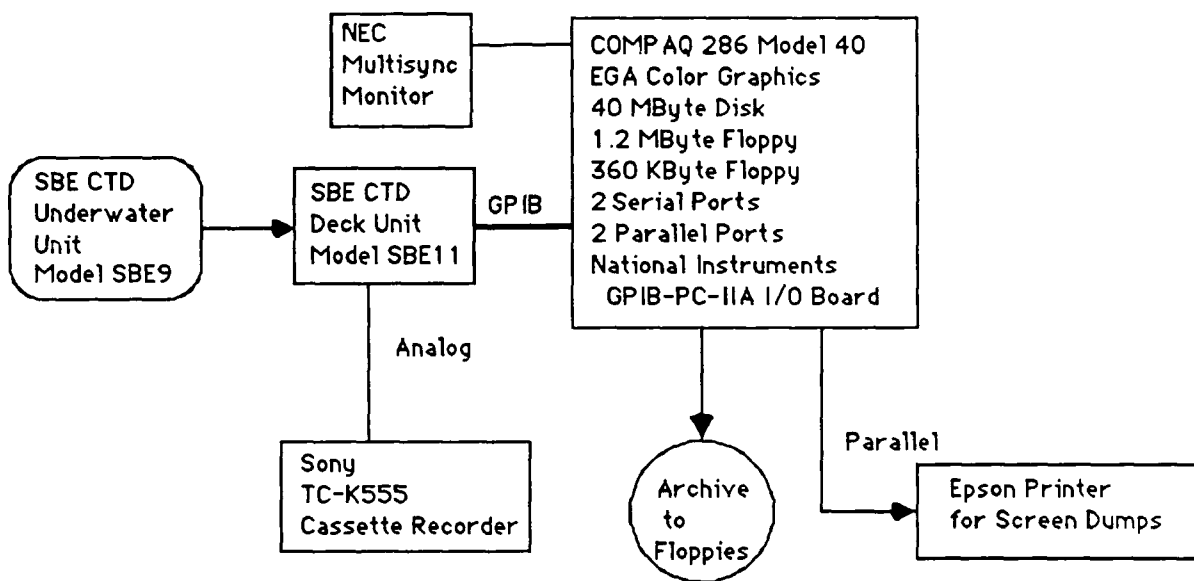 NEC
Multisync
Monitor
COMPAQ 286 Model 40
EGA Color Graphics
40 MByte Disk
1.2 MByte Floppy
360 KByte Floppy
2 Serial Ports
2 Parallel Ports
National Instruments
GPIB-PC-IIA I/O Board
SBE CTD
Underwater
Unit
Model SBE9
SBE CTD
Deck Unit
Model SBE11
GPIB
Analog
Sony
TC-K555
Cassette Recorder
Archive
to
Floppies
Parallel
Epson Printer
for Screen Dumps